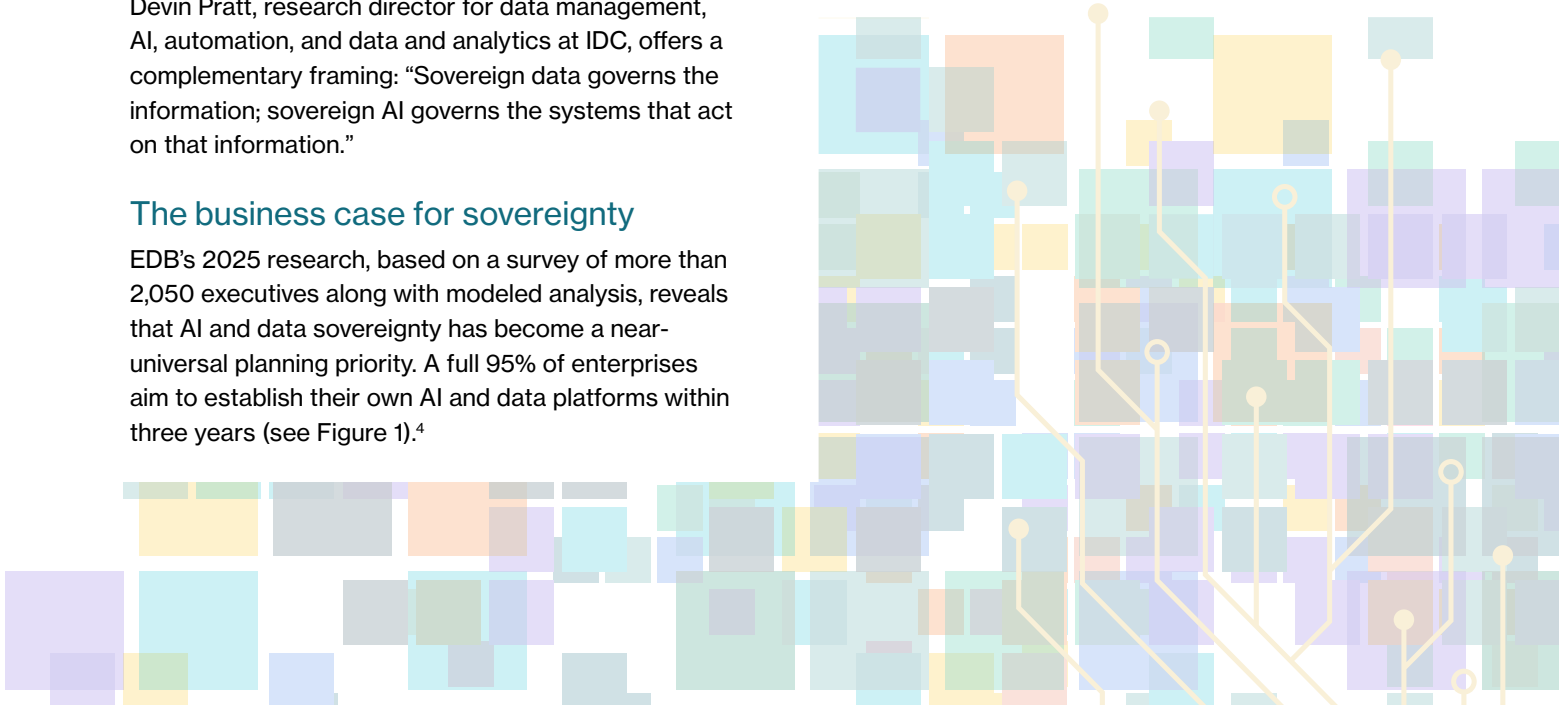 Devin Pratt, research director for data management,
AI, automation, and data and analytics at IDC, offers a
complementary framing: “Sovereign data governs the
information; sovereign AI governs the systems that act
on that information.”
The business case for sovereignty
EDB’s 2025 research, based on a survey of more than
2,050 executives along with modeled analysis, reveals
that AI and data sovereignty has become a near-
universal planning priority. A full 95% of enterprises
aim to establish their own AI and data platforms within
three years (see Figure 1).⁴